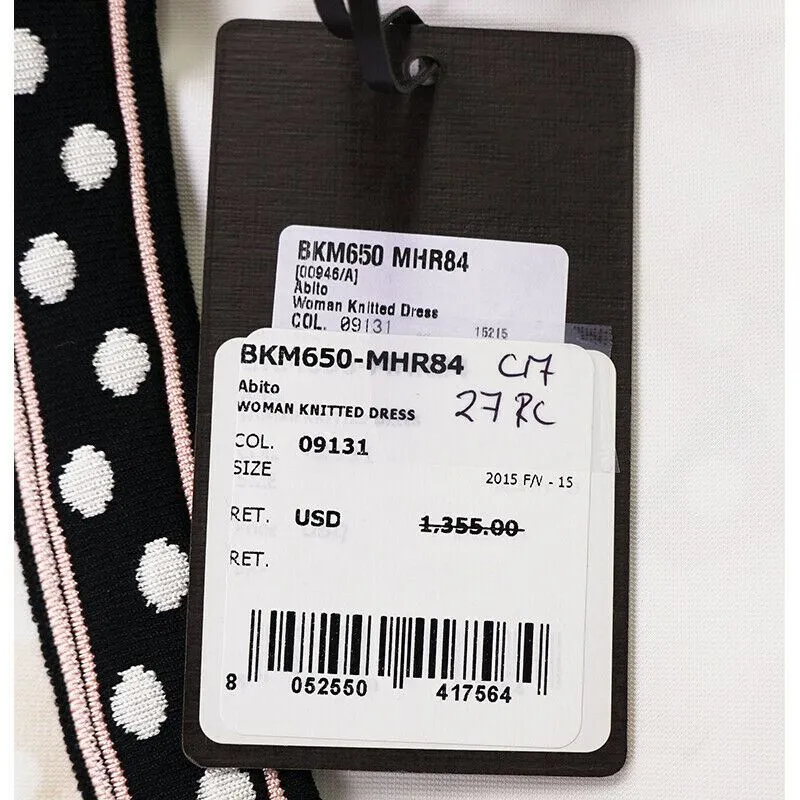 BKM650 MHR84
[00946/A]
Abito
Woman Knitted Dress
COL. 09131
15215
BKM650-MHR84 C17
Abito
WOMAN KNITTED DRESS 27 RC
COL. 09131
SIZE
2015 F/V - 15
RET. USD 1,355.00
RET.
8 052550 417564